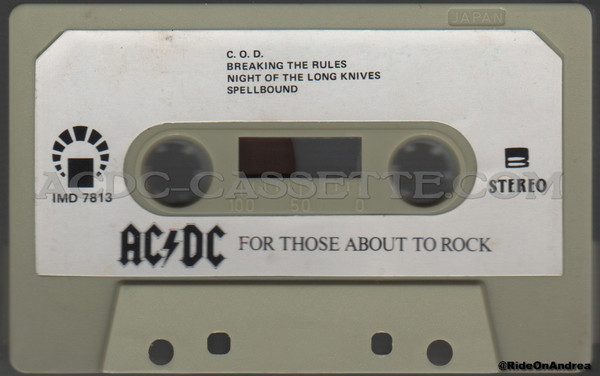 JAPAN
C. O. D.
BREAKING THE RULES
NIGHT OF THE LONG KNIVES
SPELLBOUND
ACDC-CASSETTE.COM
IMD 7813
B
STEREO
100 50 0
AC DC FOR THOSE ABOUT TO ROCK
@RideOnAndrea